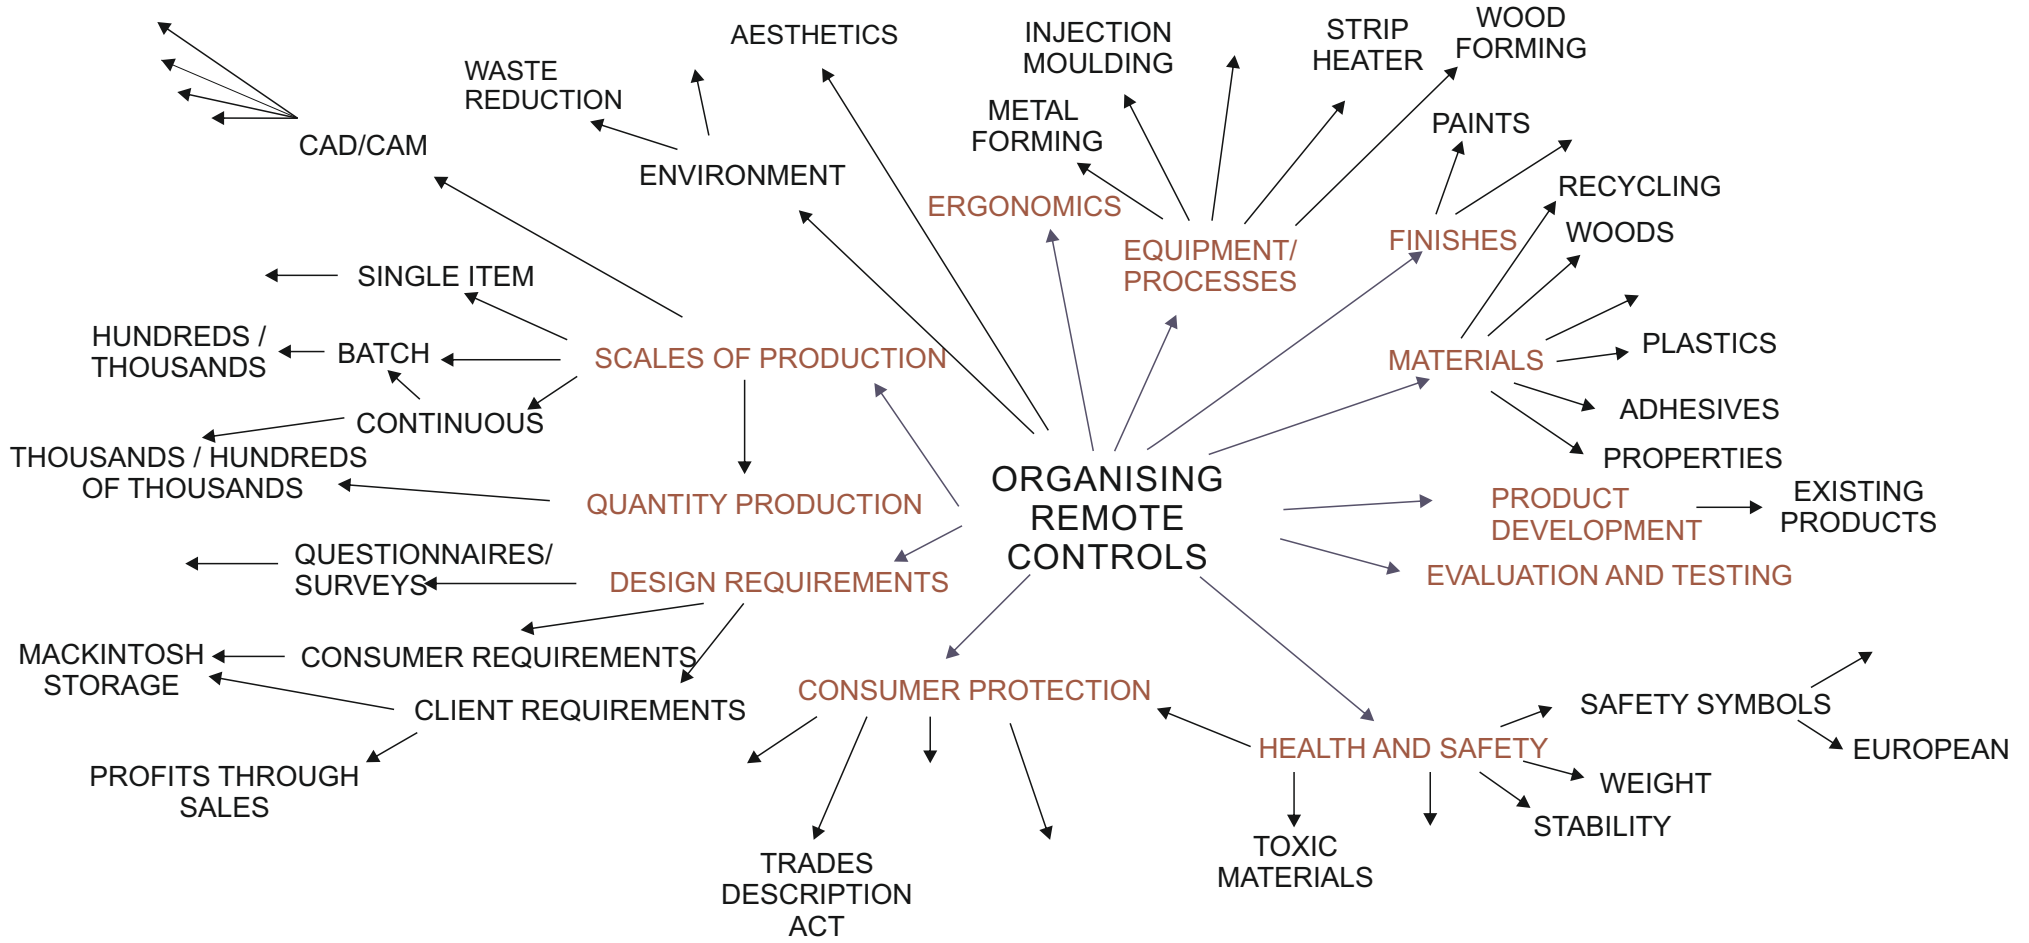 WOOD
FORMING
STRIP
HEATER
INJECTION
MOULDING
AESTHETICS
WASTE
REDUCTION
METAL
FORMING
PAINTS
CAD/CAM
ENVIRONMENT
RECYCLING
ERGONOMICS
WOODS
FINISHES
EQUIPMENT/
PROCESSES
SINGLE ITEM
HUNDREDS /
THOUSANDS
BATCH
SCALES OF PRODUCTION
MATERIALS
PLASTICS
CONTINUOUS
ADHESIVES
THOUSANDS / HUNDREDS
OF THOUSANDS
PROPERTIES
ORGANISING
REMOTE
CONTROLS
QUANTITY PRODUCTION
PRODUCT
DEVELOPMENT
EXISTING
PRODUCTS
QUESTIONNAIRES/
SURVEYS
DESIGN REQUIREMENTS
EVALUATION AND TESTING
MACKINTOSH
STORAGE
CONSUMER REQUIREMENTS
CLIENT REQUIREMENTS
CONSUMER PROTECTION
SAFETY SYMBOLS
HEALTH AND SAFETY
EUROPEAN
PROFITS THROUGH
SALES
WEIGHT
STABILITY
TOXIC
MATERIALS
TRADES
DESCRIPTION
ACT